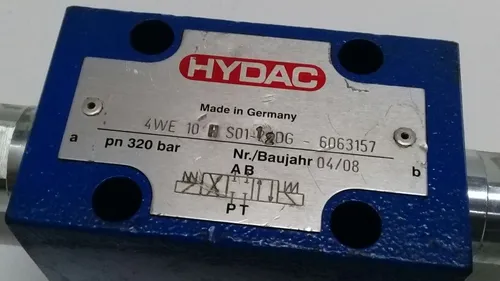 HYDAC
Made in Germany
4WE 10 S01- DG - 6063157
a
pn 320 bar
Nr./Baujahr 04/08
b
A B
P T